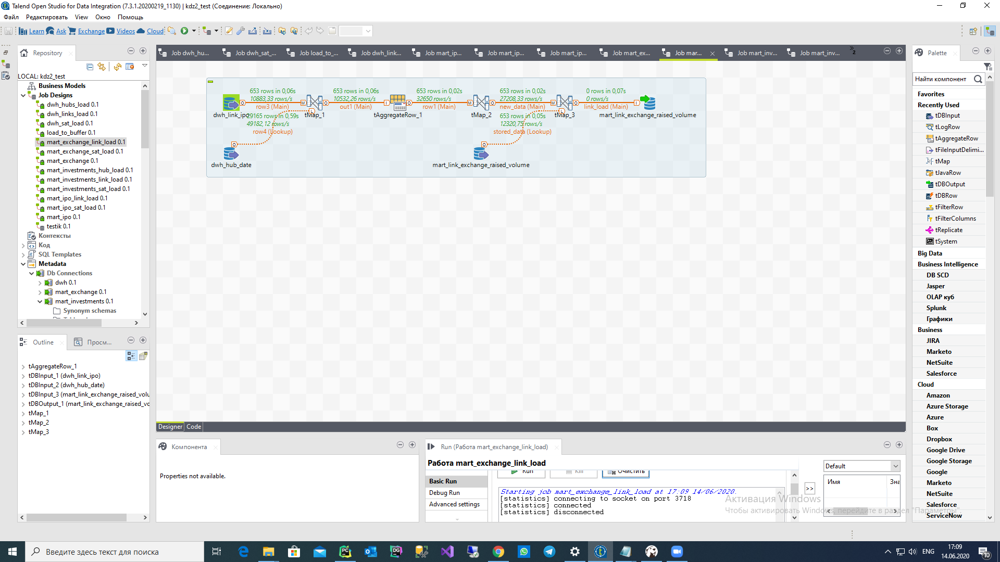 Talend Open Studio for Data Integration (7.3.1.20200219_1130) | kdz2_test (Соединение: Локально)
Файл Редактировать View Окно Помощь
Learn Ask Exchange Videos Cloud
Repository
LOCAL: kdz2_test
Business Models
Job Designs
dwh_hubs_load 0.1
dwh_links_load 0.1
dwh_sat_load 0.1
load_to_buffer 0.1
mart_exchange_link_load 0.1
mart_exchange_sat_load 0.1
mart_exchange 0.1
mart_investments_hub_load 0.1
mart_investments_link_load 0.1
mart_investments_sat_load 0.1
mart_ipo_link_load 0.1
mart_ipo_sat_load 0.1
mart_ipo 0.1
testik 0.1
Контексты
Код
SQL Templates
Metadata
Db Connections
dwh 0.1
mart_exchange 0.1
mart_investments 0.1
Synonym schemas
Outline Просм...
tAggregateRow_1
tDBInput_1 (dwh_link_ipo)
tDBInput_2 (dwh_hub_date)
tDBInput_3 (mart_link_exchange_raised_volu
tDBOutput_1 (mart_link_exchange_raised_vo
tMap_1
tMap_2
tMap_3
Job dwh_hu... Job dwh_sat_... Job load_to_... Job dwh_link... Job mart_ip... Job mart_ip... Job mart_ip... Job mart_ex... Job mar... Job mart_inv... Job mart_inv... 2
653 rows in 0,06s 653 rows in 0,06s 653 rows in 0,02s 653 rows in 0,02s 0 rows in 0,07s
10883,33 rows/s 10532,26 rows/s 32650 rows/s 27208,33 rows/s 0 rows/s
row3 (Main) out1 (Main) row1 (Main) new_data (Main) link_load (Main)
dwh_link_ipo tMap_1 tAggregateRow_1 tMap_2 tMap_3 mart_link_exchange_raised_volume
29165 rows in 0,59s 653 rows in 0,05s
49182,12 rows/s 12320,75 rows/s
row4 (Lookup) stored_data (Lookup)
dwh_hub_date mart_link_exchange_raised_volume
Designer Code
Компонента
Properties not available.
Run (Работа mart_exchange_link_load)
Работа mart_exchange_link_load
Basic Run
Debug Run
Advanced settings
Run Kill Очистить
Starting job mart_exchange_link_load at 17:09 14/06/2020.
[statistics] connecting to socket on port 3718
[statistics] connected
[statistics] disconnected
>>
Default
Имя Зна
Активация Windows
Чтобы активировать Windows, перейдите в раздел "Параметры".
Palette
Найти компонент
Favorites
Recently Used
tDBInput
tLogRow
tAggregateRow
tFileInputDelimi...
tMap
tJavaRow
tDBOutput
tDBRow
tFilterRow
tFilterColumns
tReplicate
tSystem
Big Data
Business Intelligence
DB SCD
Jasper
OLAP куб
Splunk
Графики
Business
JIRA
Marketo
NetSuite
Salesforce
Cloud
Amazon
Azure Storage
Azure
Box
Dropbox
Google Drive
Google Storage
Google
Marketo
NetSuite
Salesforce
ServiceNow
Введите здесь текст для поиска
ENG
17:09
14.06.2020
10